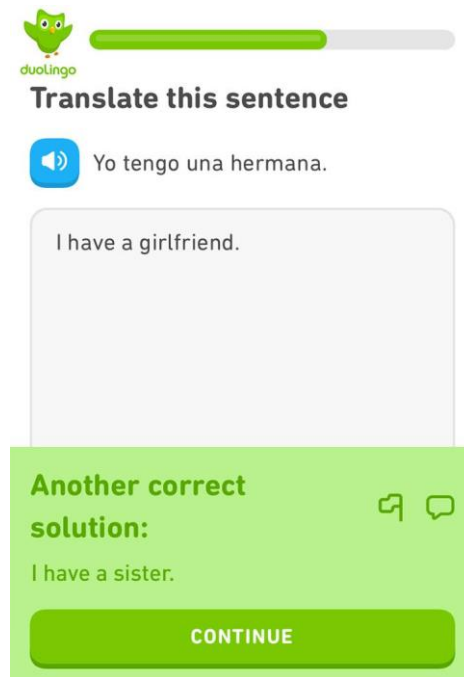 duolingo
Translate this sentence
Yo tengo una hermana.
I have a girlfriend.
Another correct
solution:
I have a sister.
CONTINUE